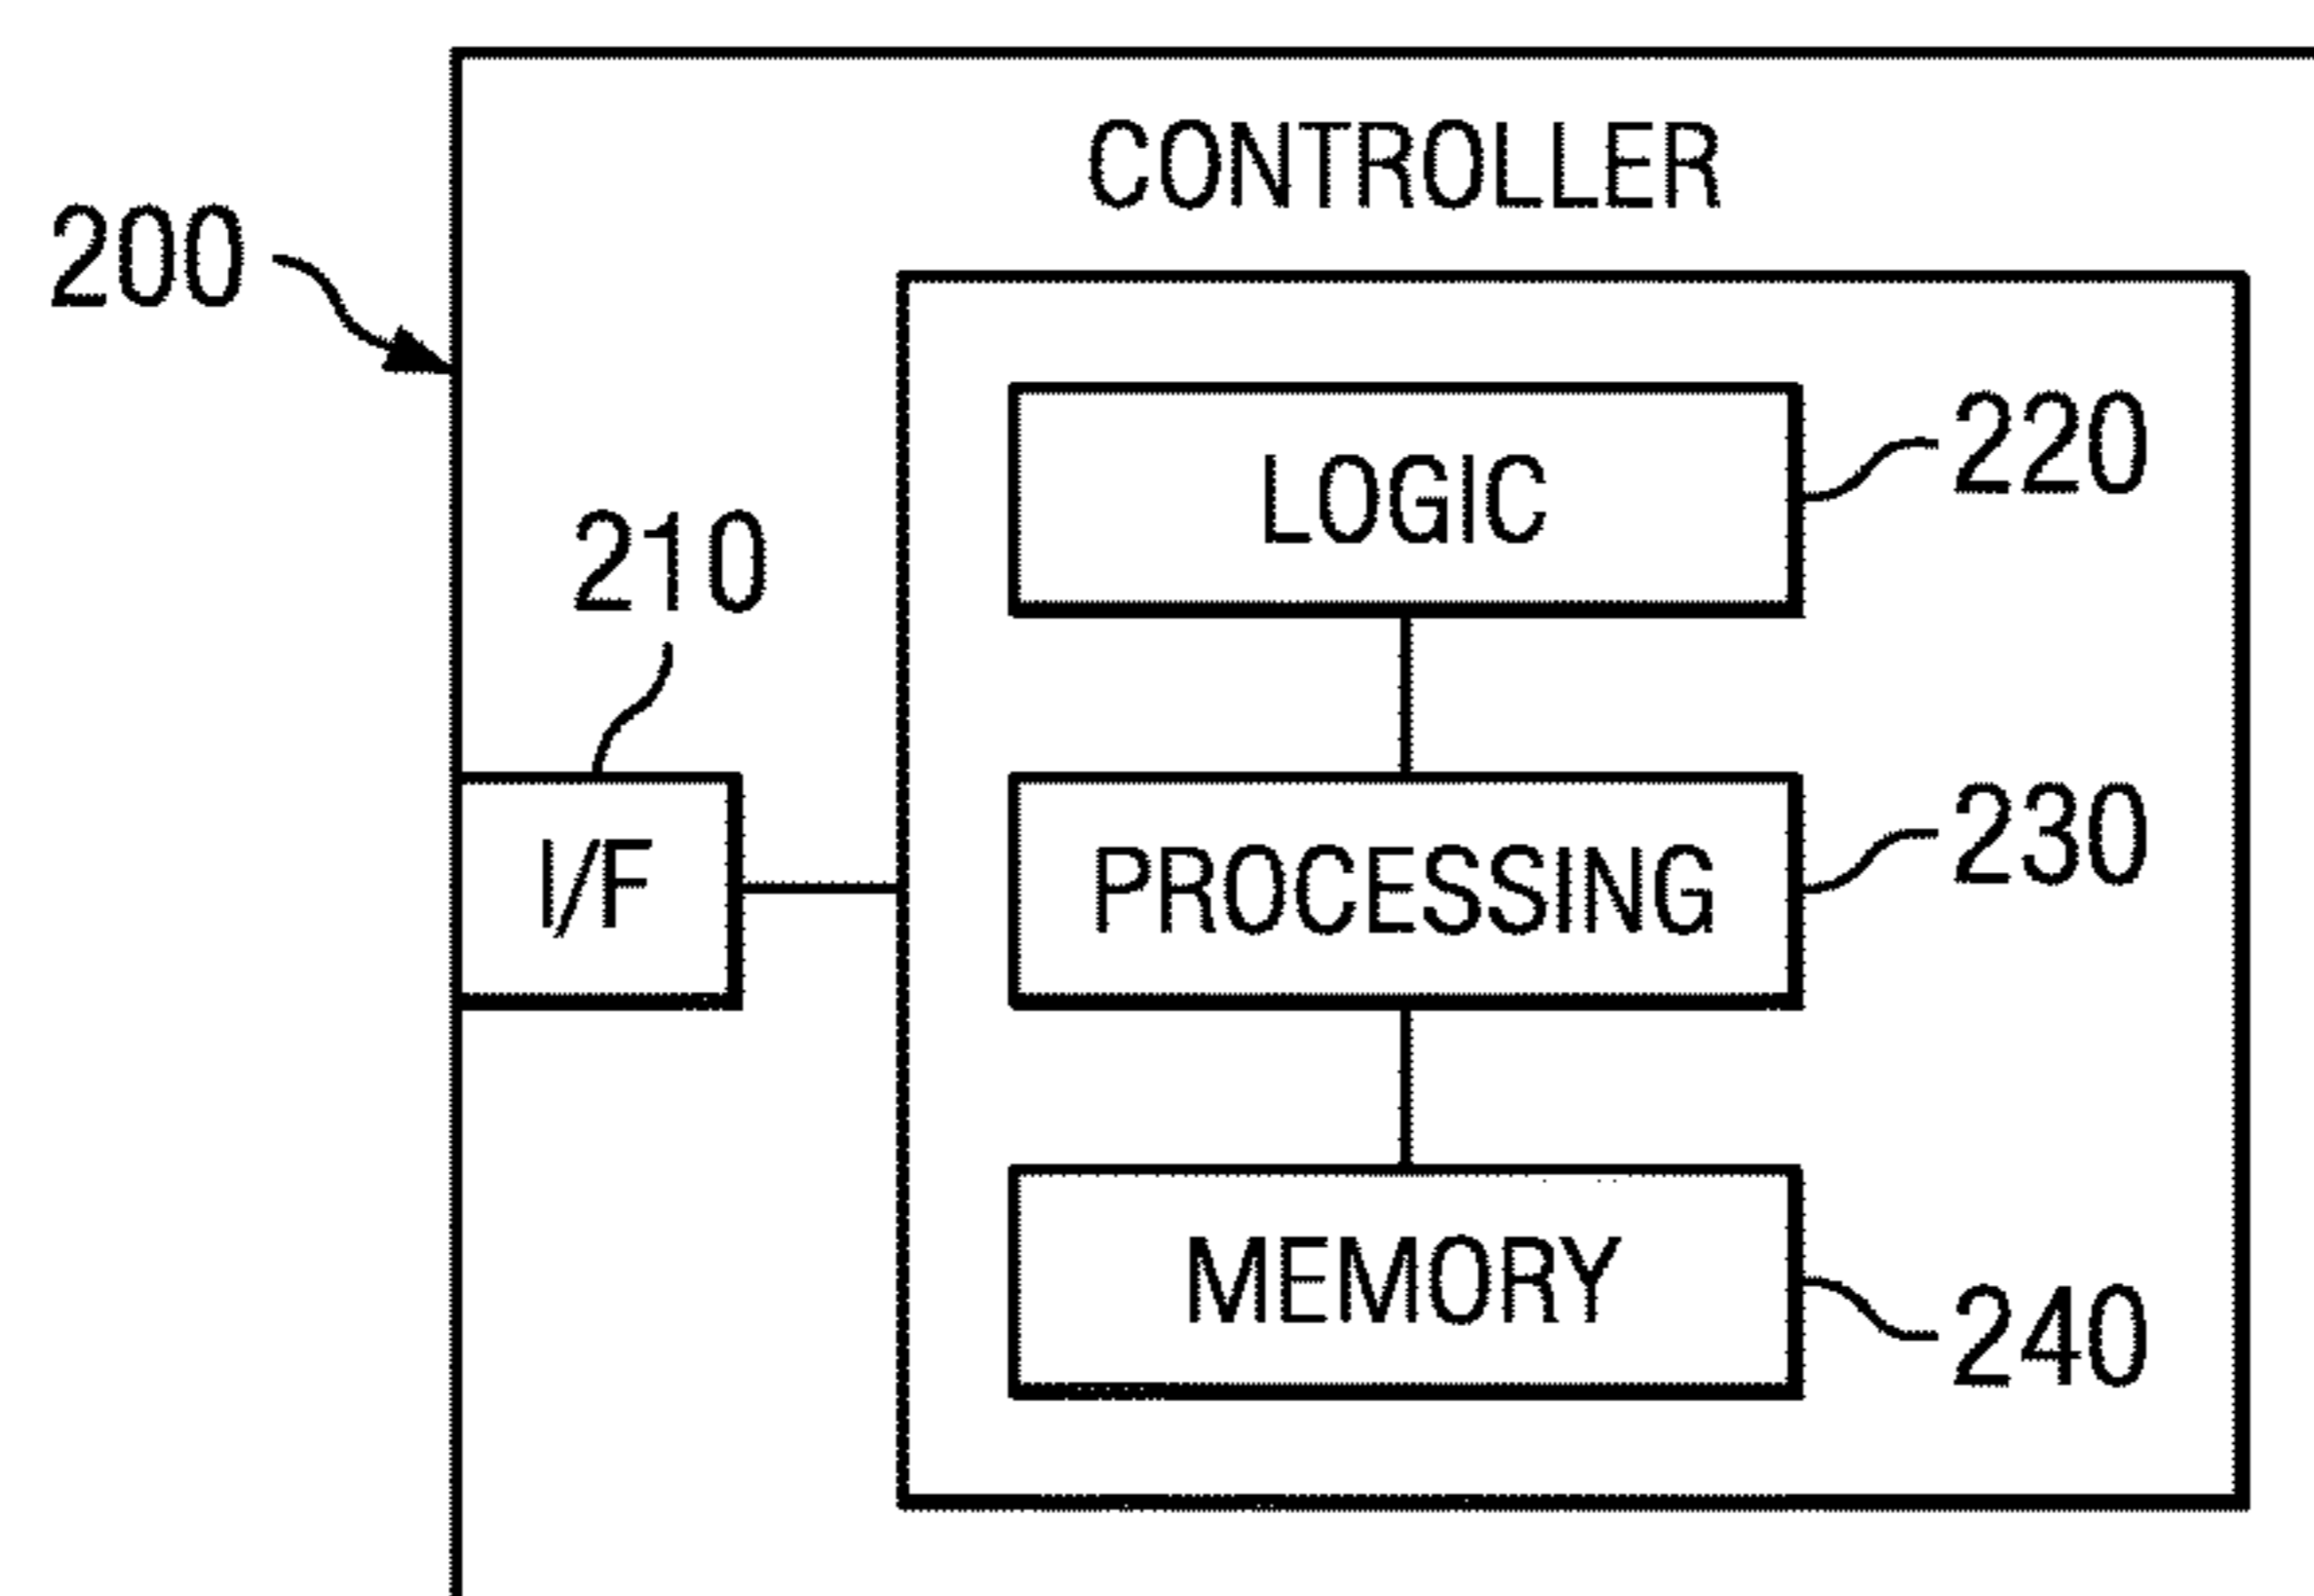 CONTROLLER
200
LOGIC
220
210
I/F
PROCESSING
230
MEMORY
240